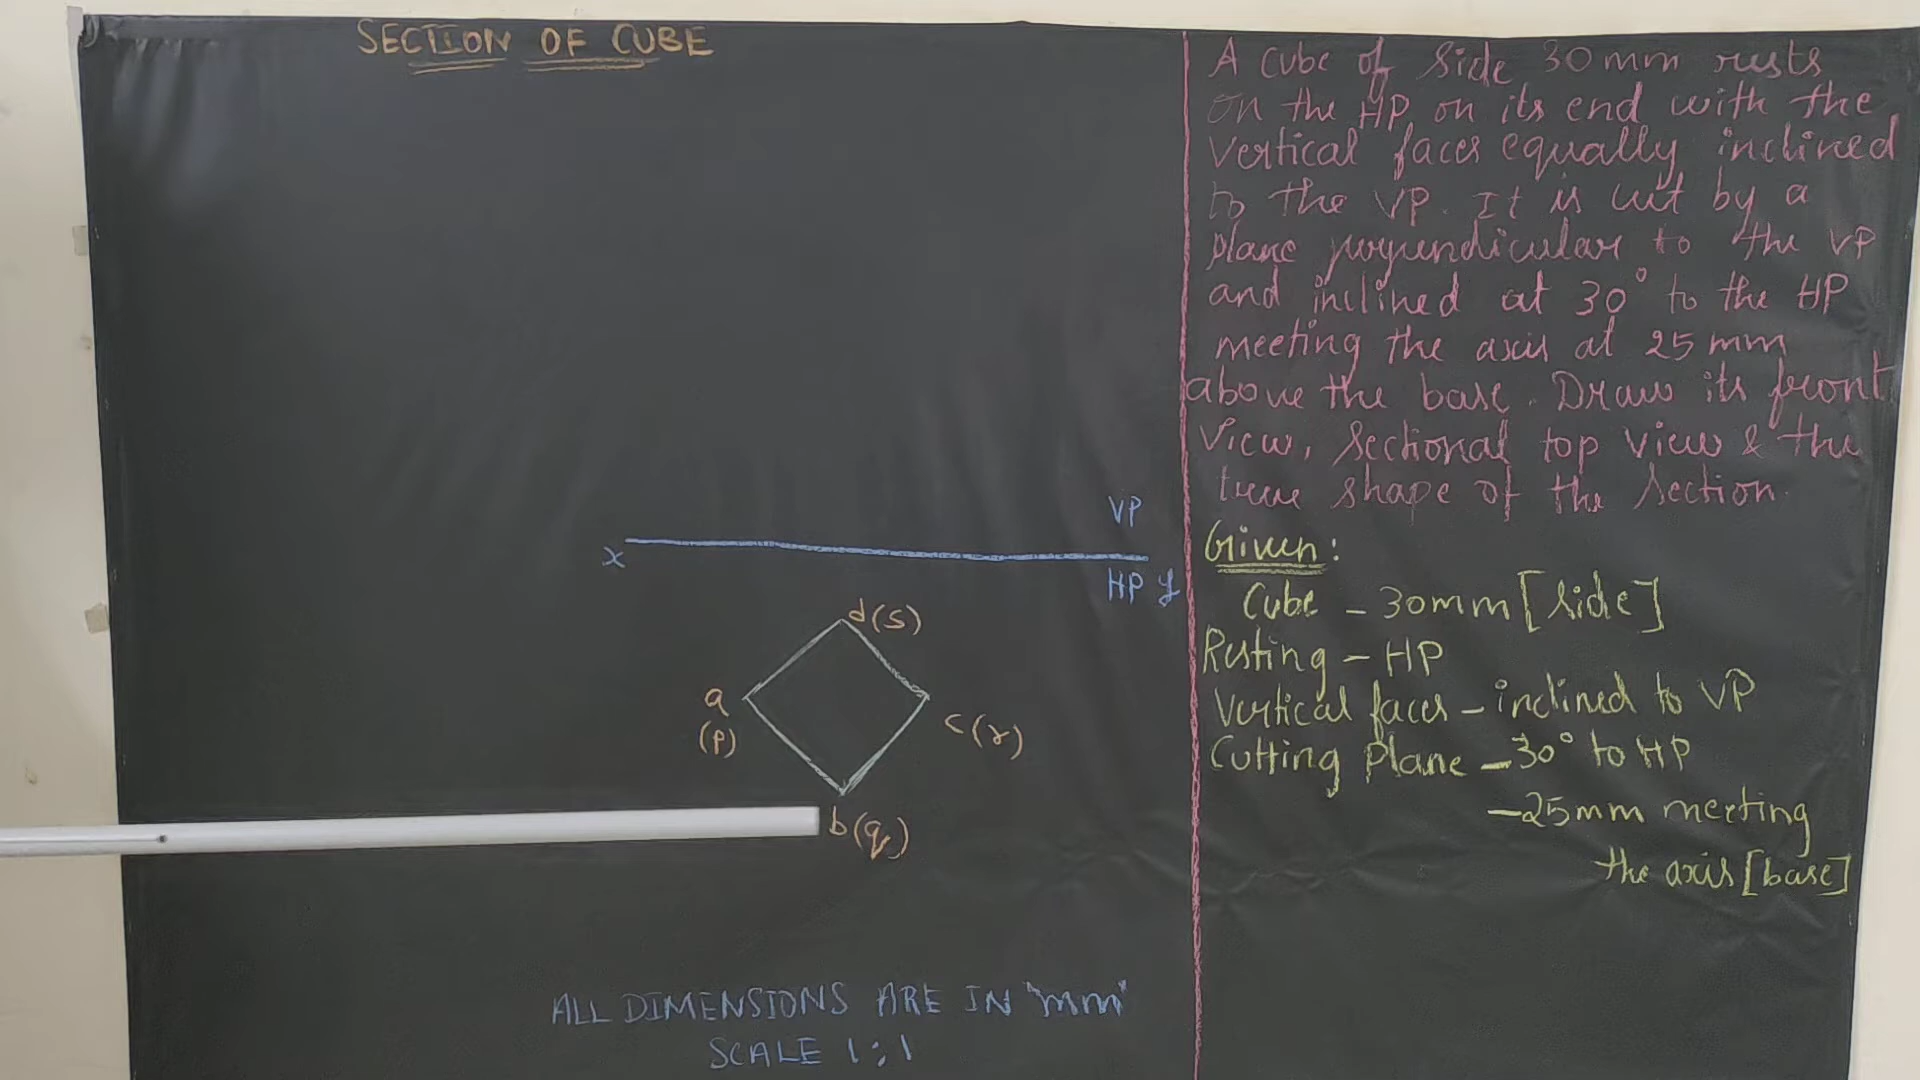 SECTION OF CUBE
A cube of side 30 mm rests
on the HP on its end with the
vertical faces equally inclined
to the VP. It is cut by a
plane perpendicular to the VP
and inclined at 30° to the HP
meeting the axis at 25 mm
above the base. Draw its front
view, sectional top view & the
true shape of the section.
Given:
Cube - 30mm [side]
Resting - HP
Vertical faces - inclined to VP
Cutting plane - 30° to HP
- 25mm meeting
the axis [base]
VP
X
HP y
d(s)
a
(p)
c(r)
b(q)
ALL DIMENSIONS ARE IN "mm"
SCALE 1:1